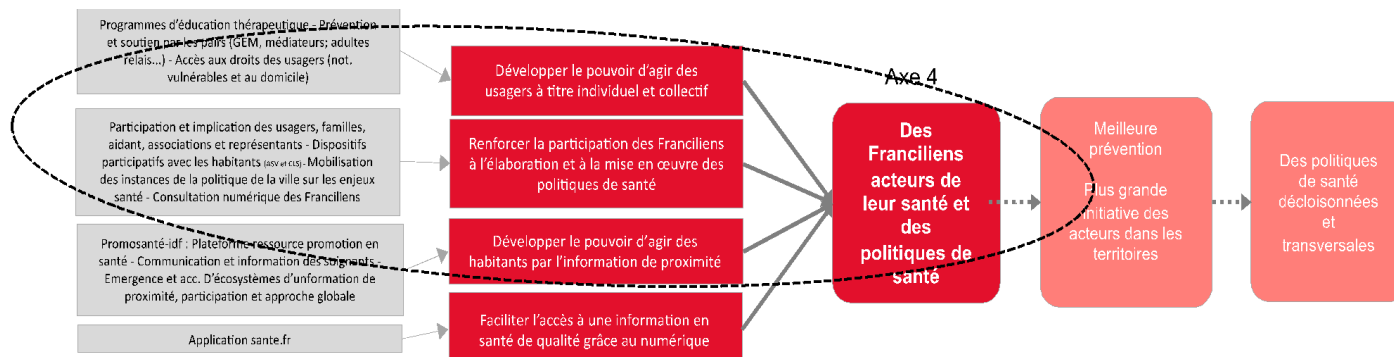 Programmes d'éducation thérapeutique - Prévention
et soutien par les pairs (GEM, médiateurs; adultes
relais...) - Accès aux droits des usagers (not.
vulnérables et au domicile)
Participation et implication des usagers, familles,
aidant, associations et représentants - Dispositifs
participatifs avec les habitants (ASV et CLS) - Mobilisation
des instances de la politique de la ville sur les enjeux
santé - Consultation numérique des Franciliens
Promosanté-idf : Plateforme ressource promotion en
santé - Communication et information des soignants -
Emergence et acc. D'écosystèmes d'unformation de
proximité, participation et approche globale
Application sante.fr
Développer le pouvoir d'agir des
usagers à titre individuel et collectif
Renforcer la participation des Franciliens
à l'élaboration et à la mise en œuvre des
politiques de santé
Développer le pouvoir d'agir des
habitants par l'information de proximité
Faciliter l'accès à une information en
santé de qualité grâce au numérique
Axe 4
Des
Franciliens
acteurs de
leur santé et
des
politiques de
santé
Meilleure
prévention
Plus grande
initiative des
acteurs dans les
territoires
Des politiques
de santé
décloisonnées
et
transversales